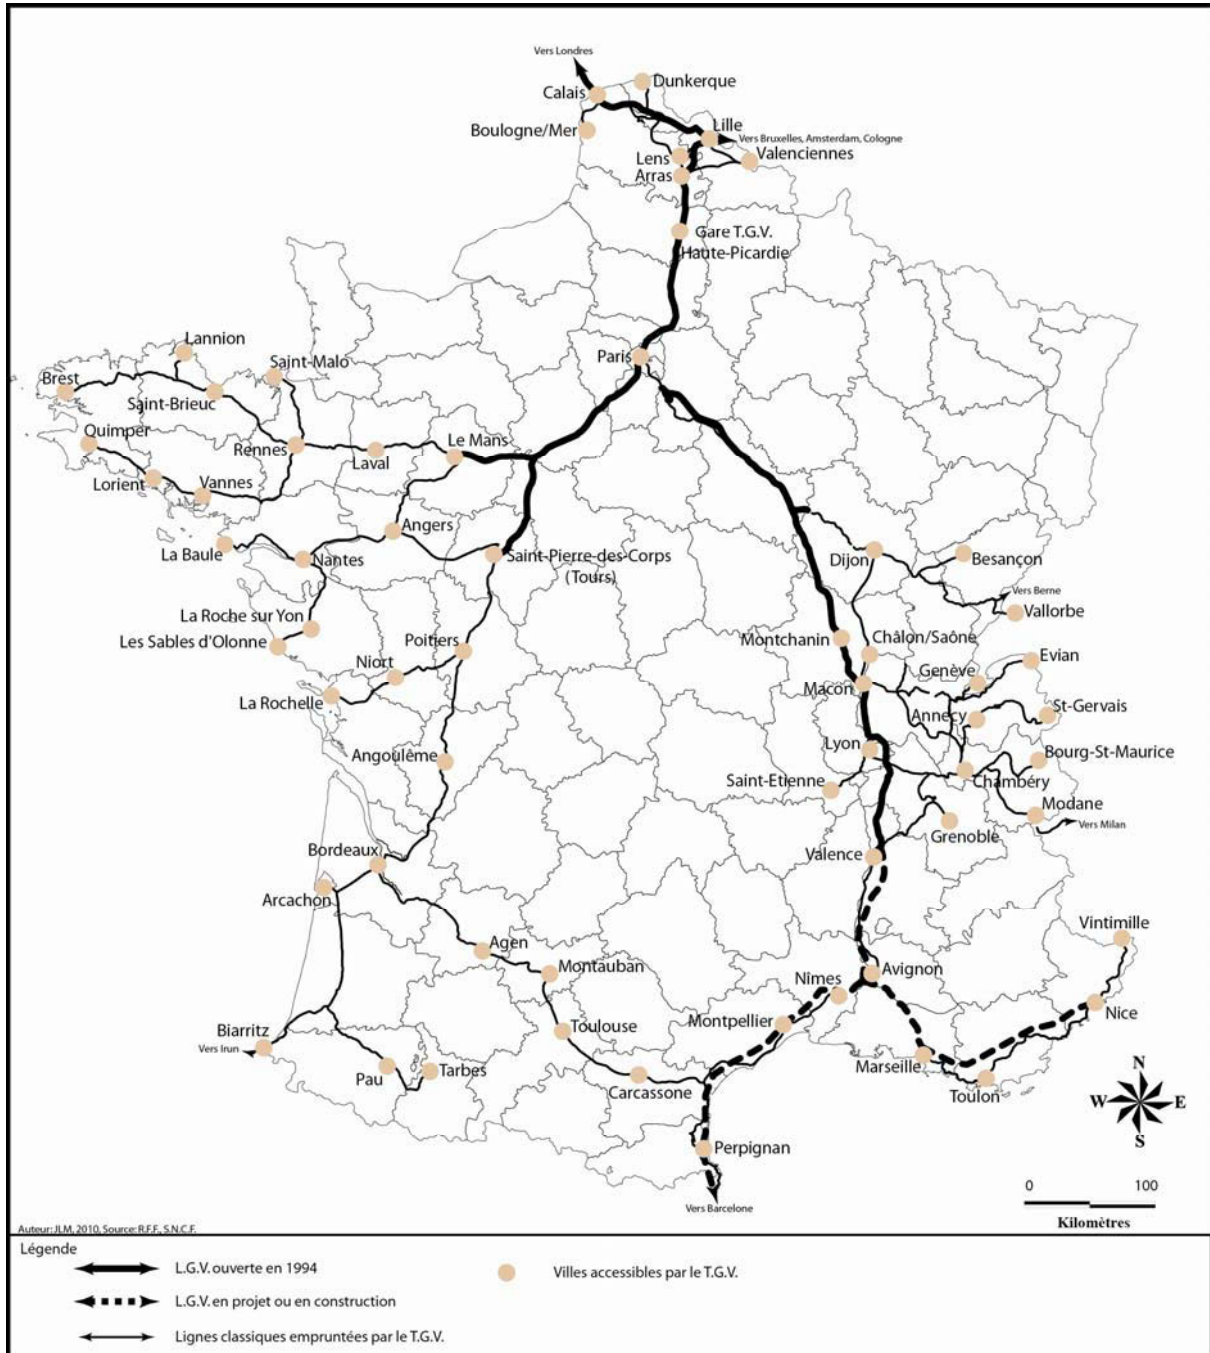 Vers Londres
Dunkerque
Calais
Boulogne/Mer
Lille
Vers Bruxelles, Amsterdam, Cologne
Valenciennes
Lens
Arras
Gare T.G.V.
Haute-Picardie
Paris
Lannion
Saint-Malo
Brest
Saint-Brieuc
Quimper
Rennes
Laval
Le Mans
Lorient
Vannes
Angers
La Baule
Nantes
Saint-Pierre-des-Corps
(Tours)
Dijon
Besançon
Vers Berne
Vallorbe
La Roche sur Yon
Les Sables d'Olonne
Poitiers
Niort
La Rochelle
Montchanin
Châlon/Saône
Genève
Evian
Macon
Annecy
St-Gervais
Angoulême
Lyon
Bourg-St-Maurice
Saint-Etienne
Chambéry
Modane
Vers Milan
Grenoble
Valence
Bordeaux
Arcachon
Agen
Montauban
Vintimille
Avignon
Nîmes
Nice
Biarritz
Vers Irun
Toulouse
Montpellier
Marseille
Toulon
Pau
Tarbes
Carcassone
Perpignan
Vers Barcelone
N
W E
S
0 100
Kilomètres
Auteur: JLM, 2010, Source: R.F.F., S.N.C.F.
Légende
L.G.V. ouverte en 1994
Villes accessibles par le T.G.V.
L.G.V. en projet ou en construction
Lignes classiques empruntées par le T.G.V.